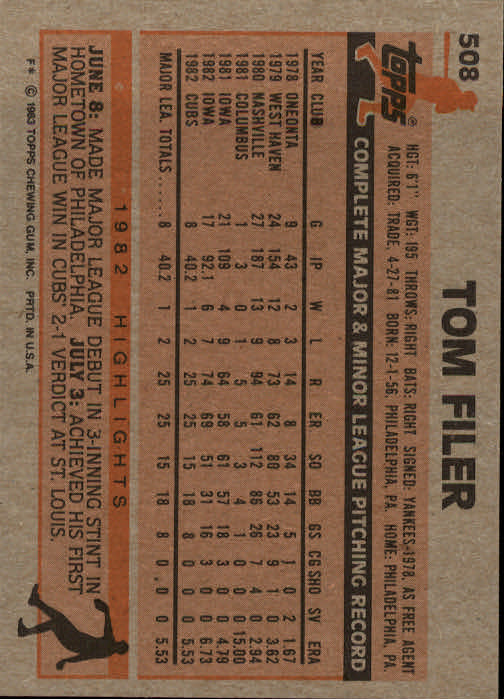 508
TOM FILER
TOPPS®
HGT: 6'1" WGT: 195 THROWS: RIGHT BATS: RIGHT SIGNED: YANKEES-1978, AS FREE AGENT
ACQUIRED: TRADE, 4-27-81 BORN: 12-1-56, PHILADELPHIA, PA. HOME: PHILADELPHIA, PA.
COMPLETE MAJOR & MINOR LEAGUE PITCHING RECORD
YEAR CLUB G IP W L R ER SO BB GS CG SHO SV ERA
1978 ONEONTA 9 43 2 3 14 8 34 14 5 1 0 2 1.67
1979 WEST HAVEN 24 154 12 8 73 62 80 53 23 9 1 0 3.62
1980 NASHVILLE 27 187 13 9 94 61 112 86 26 7 4 0 2.94
1981 COLUMBUS 1 3 0 1 5 5 3 4 1 0 0 0 15.00
1981 IOWA 21 109 4 9 64 58 61 57 18 3 0 0 4.79
1982 IOWA 17 92.1 6 7 74 69 51 31 16 3 0 0 6.73
1982 CUBS 8 40.2 1 2 25 25 15 18 8 0 0 0 5.53
MAJOR LEA. TOTALS ..... 8 40.2 1 2 25 25 15 18 8 0 0 0 5.53
1982 HIGHLIGHTS
JUNE 8: MADE MAJOR LEAGUE DEBUT IN 3-INNING STINT IN
HOMETOWN OF PHILADELPHIA. JULY 3: ACHIEVED HIS FIRST
MAJOR LEAGUE WIN IN CUBS' 2-1 VERDICT AT ST. LOUIS.
F* © 1983 TOPPS CHEWING GUM, INC. PRTD. IN U.S.A.